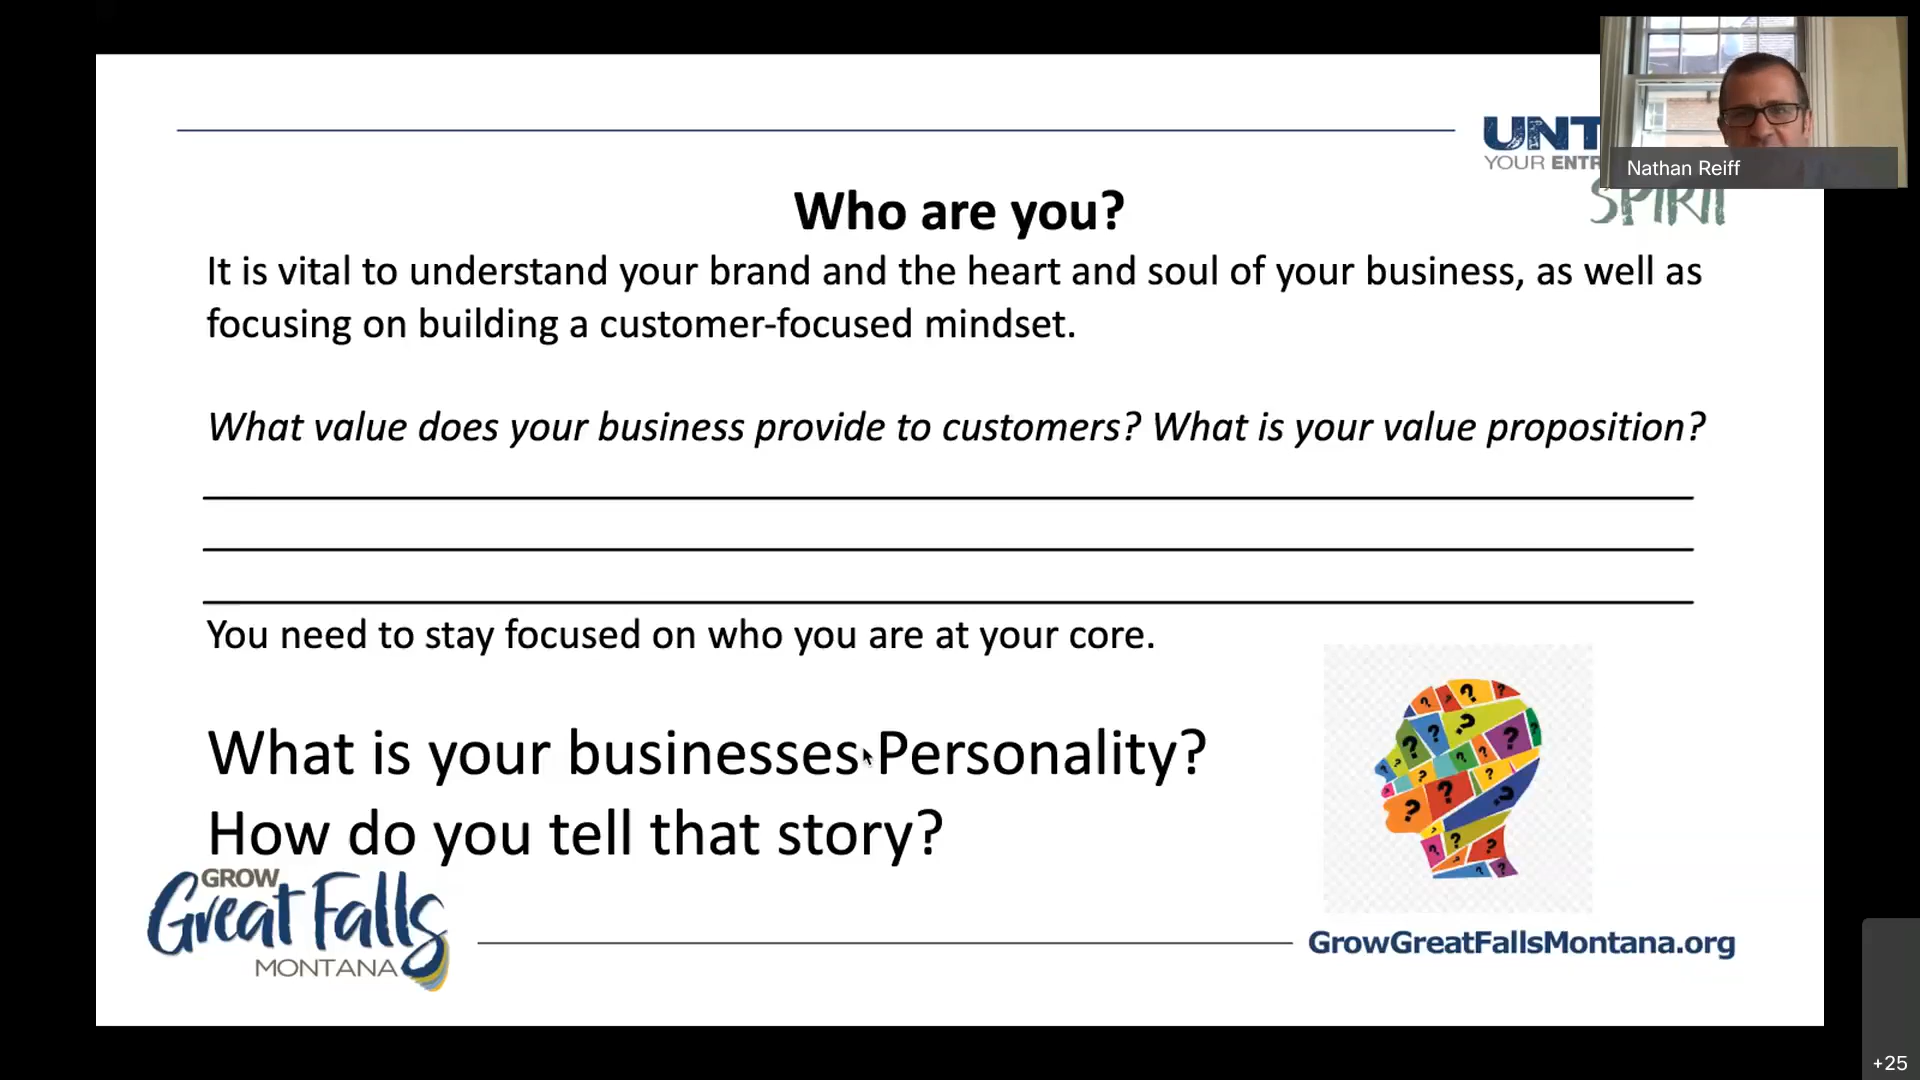 UNT
YOUR ENTR
SPIRIT
Nathan Reiff
Who are you?
It is vital to understand your brand and the heart and soul of your business, as well as
focusing on building a customer-focused mindset.
What value does your business provide to customers? What is your value proposition?
You need to stay focused on who you are at your core.
What is your businesses Personality?
How do you tell that story?
GROW
Great Falls
MONTANA
GrowGreatFallsMontana.org
+25